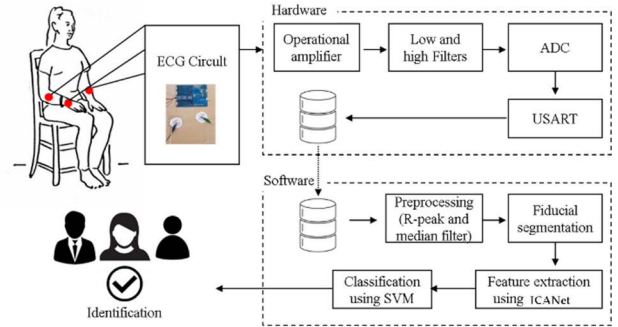 Hardware
ECG Circuit
Operational
amplifier
Low and
high Filters
ADC
USART
Software
Preprocessing
(R-peak and
median filter)
Fiducial
segmentation
Feature extraction
using ICANet
Classification
using SVM
Identification